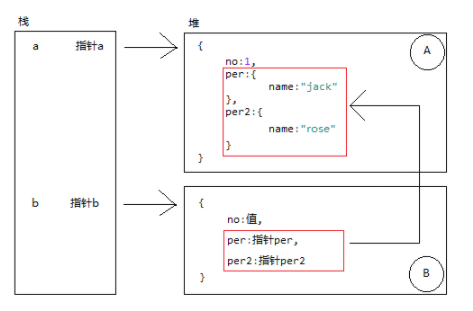 栈
堆
a 指针a
{
no:1,
per:{
name:"jack"
},
per2:{
name:"rose"
}
}
A
b 指针b
{
no:值,
per:指针per,
per2:指针per2
}
B